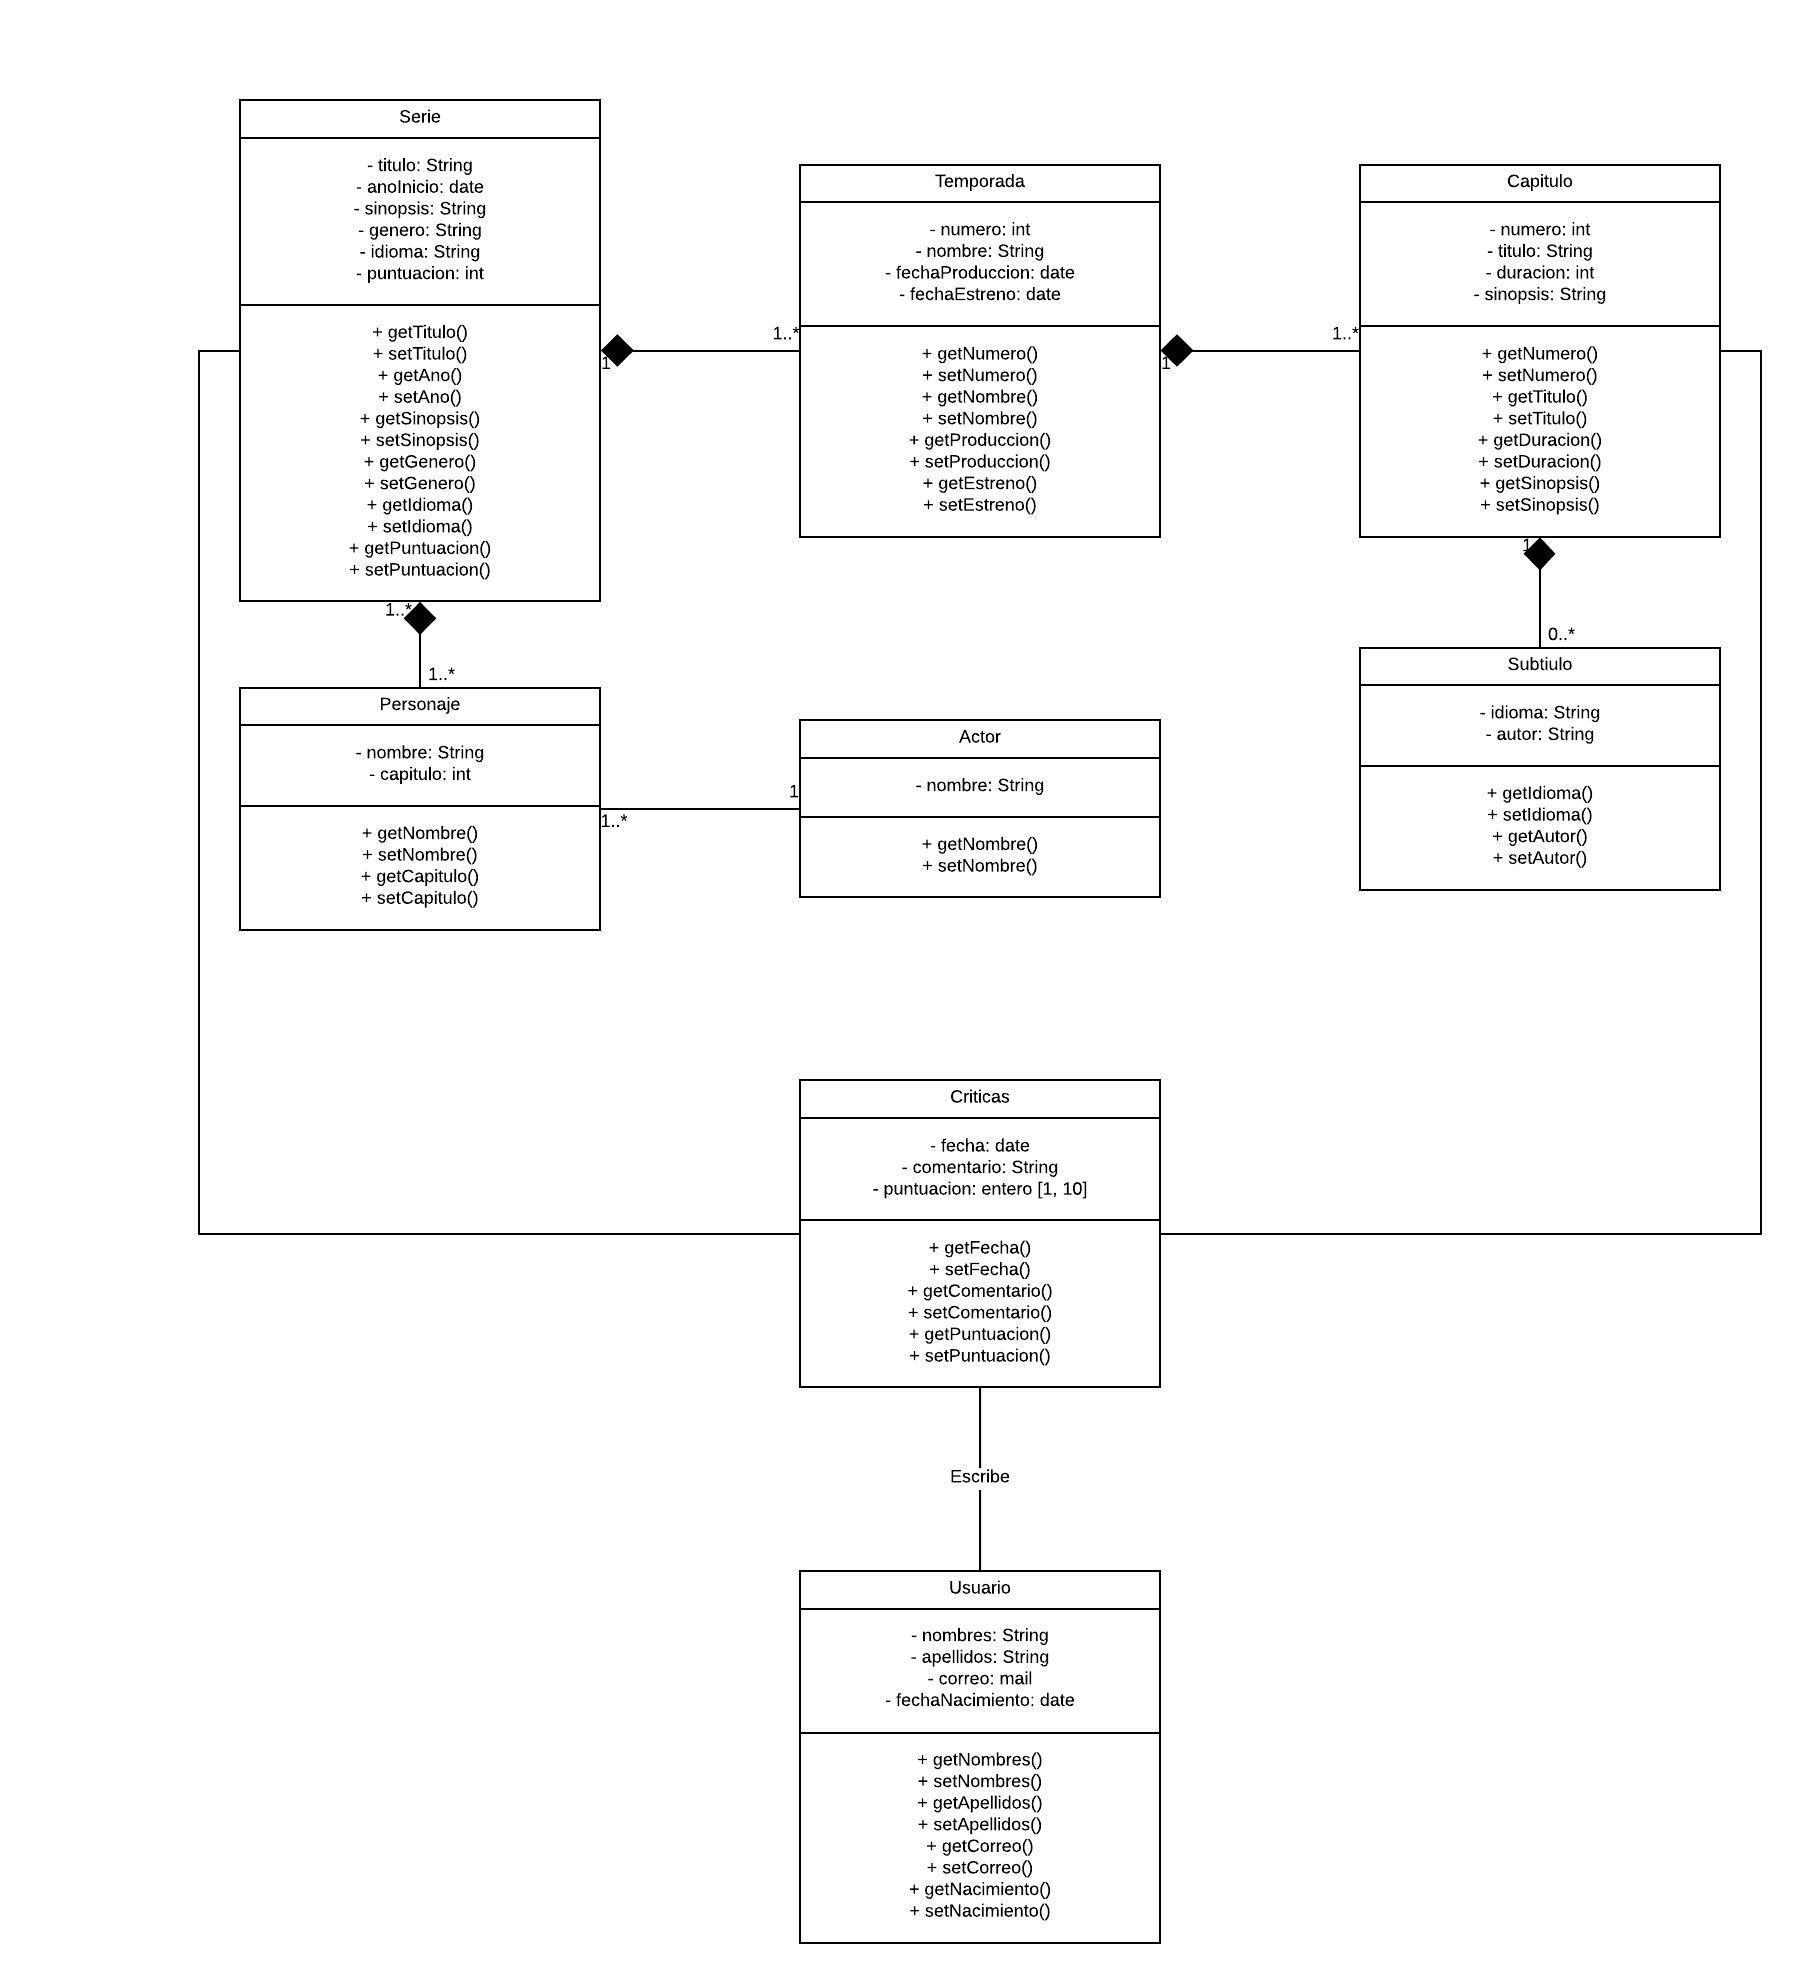 Serie
- titulo: String
- anoInicio: date
- sinopsis: String
- genero: String
- idioma: String
- puntuacion: int
+ getTitulo()
+ setTitulo()
+ getAno()
+ setAno()
+ getSinopsis()
+ setSinopsis()
+ getGenero()
+ setGenero()
+ getIdioma()
+ setIdioma()
+ getPuntuacion()
+ setPuntuacion()
1
1..*
Temporada
- numero: int
- nombre: String
- fechaProduccion: date
- fechaEstreno: date
+ getNumero()
+ setNumero()
+ getNombre()
+ setNombre()
+ getProduccion()
+ setProduccion()
+ getEstreno()
+ setEstreno()
1
1..*
Capitulo
- numero: int
- titulo: String
- duracion: int
- sinopsis: String
+ getNumero()
+ setNumero()
+ getTitulo()
+ setTitulo()
+ getDuracion()
+ setDuracion()
+ getSinopsis()
+ setSinopsis()
1..*
1..*
Personaje
- nombre: String
- capitulo: int
+ getNombre()
+ setNombre()
+ getCapitulo()
+ setCapitulo()
1..*
1
Actor
- nombre: String
+ getNombre()
+ setNombre()
1
0..*
Subtiulo
- idioma: String
- autor: String
+ getIdioma()
+ setIdioma()
+ getAutor()
+ setAutor()
Criticas
- fecha: date
- comentario: String
- puntuacion: entero [1, 10]
+ getFecha()
+ setFecha()
+ getComentario()
+ setComentario()
+ getPuntuacion()
+ setPuntuacion()
Escribe
Usuario
- nombres: String
- apellidos: String
- correo: mail
- fechaNacimiento: date
+ getNombres()
+ setNombres()
+ getApellidos()
+ setApellidos()
+ getCorreo()
+ setCorreo()
+ getNacimiento()
+ setNacimiento()